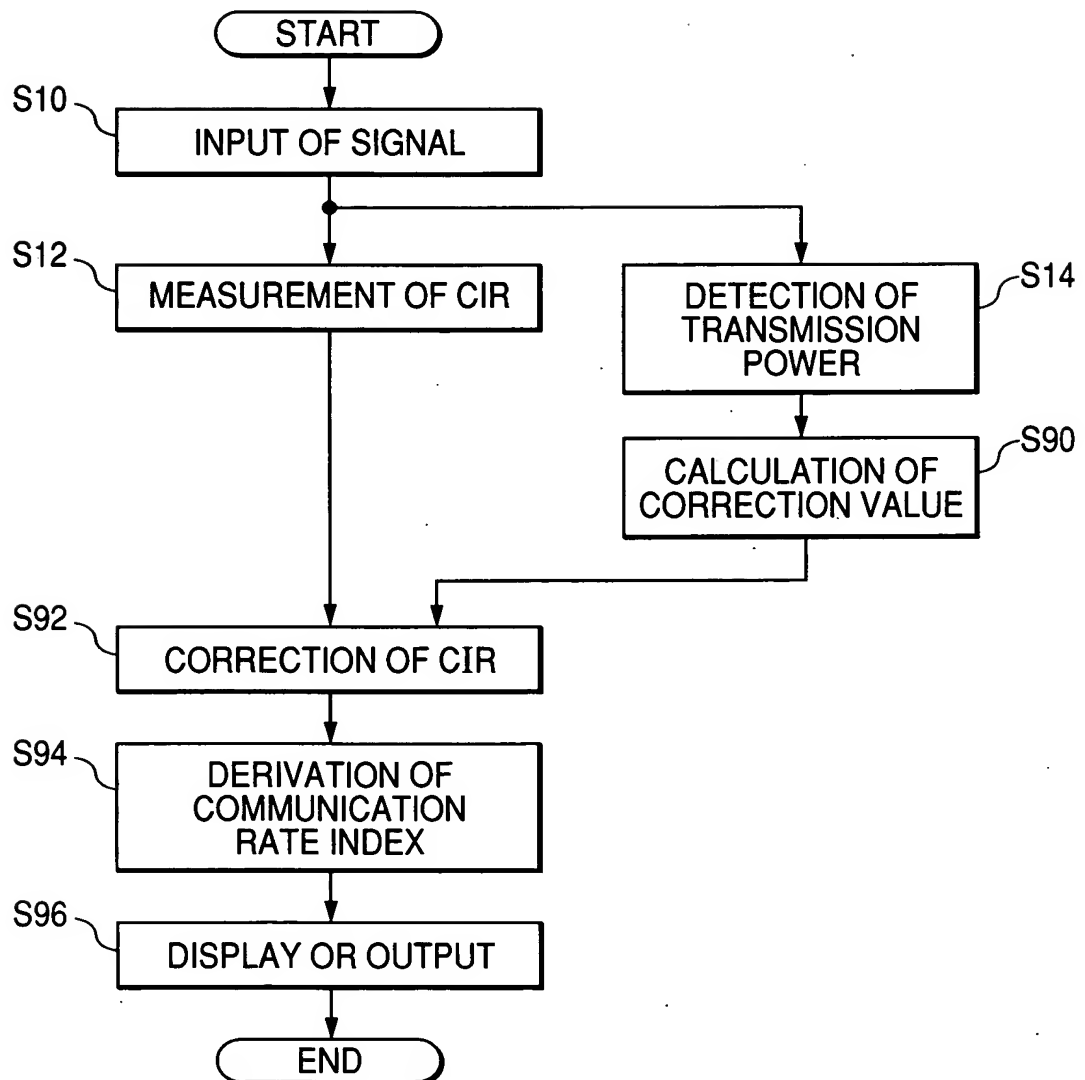 START
S10
INPUT OF SIGNAL
S12
MEASUREMENT OF CIR
S14
DETECTION OF
TRANSMISSION
POWER
S90
CALCULATION OF
CORRECTION VALUE
S92
CORRECTION OF CIR
S94
DERIVATION OF
COMMUNICATION
RATE INDEX
S96
DISPLAY OR OUTPUT
END